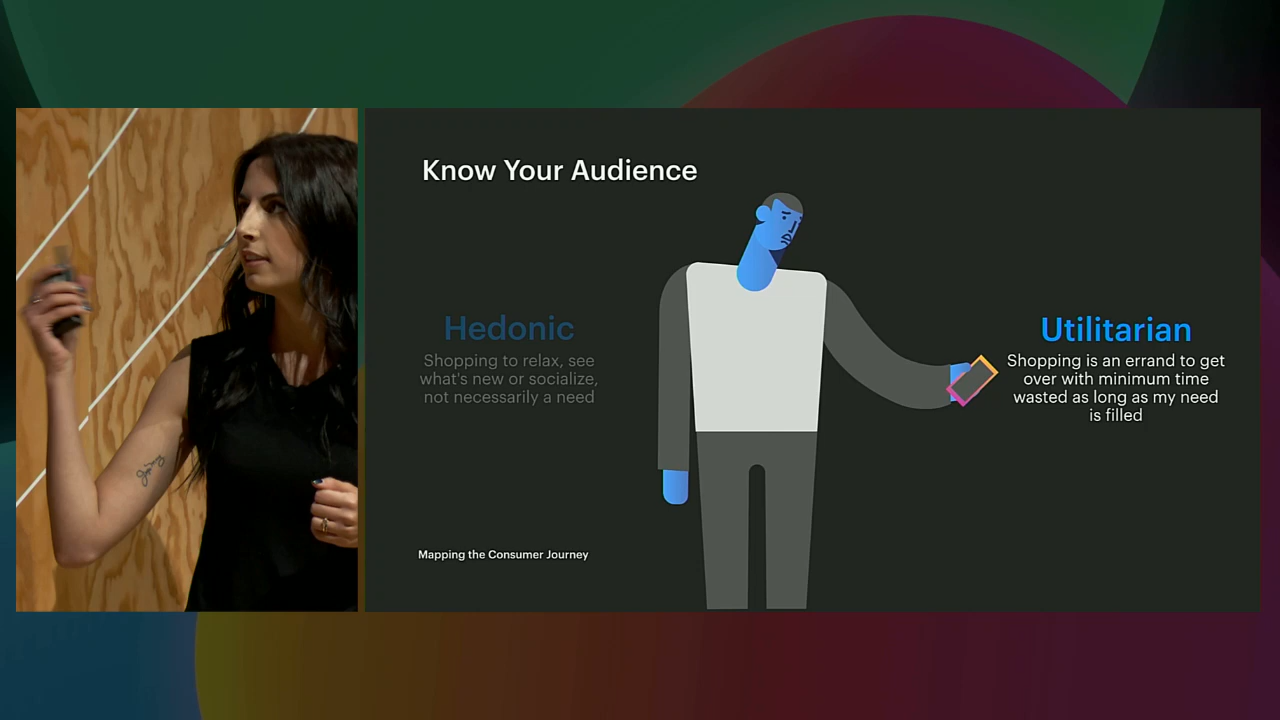 Know Your Audience
Hedonic
Shopping to relax, see
what's new or socialize,
not necessarily a need
Utilitarian
Shopping is an errand to get
over with minimum time
wasted as long as my need
is filled
Mapping the Consumer Journey